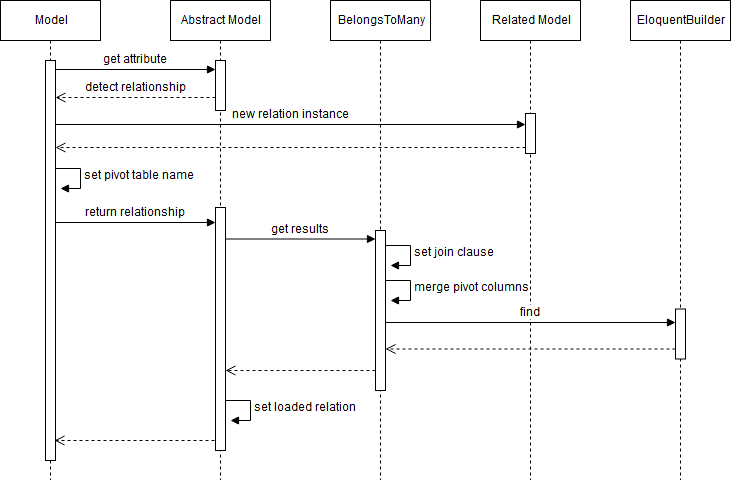 Model
Abstract Model
BelongsToMany
Related Model
EloquentBuilder
get attribute
detect relationship
new relation instance
set pivot table name
return relationship
get results
set join clause
merge pivot columns
find
set loaded relation